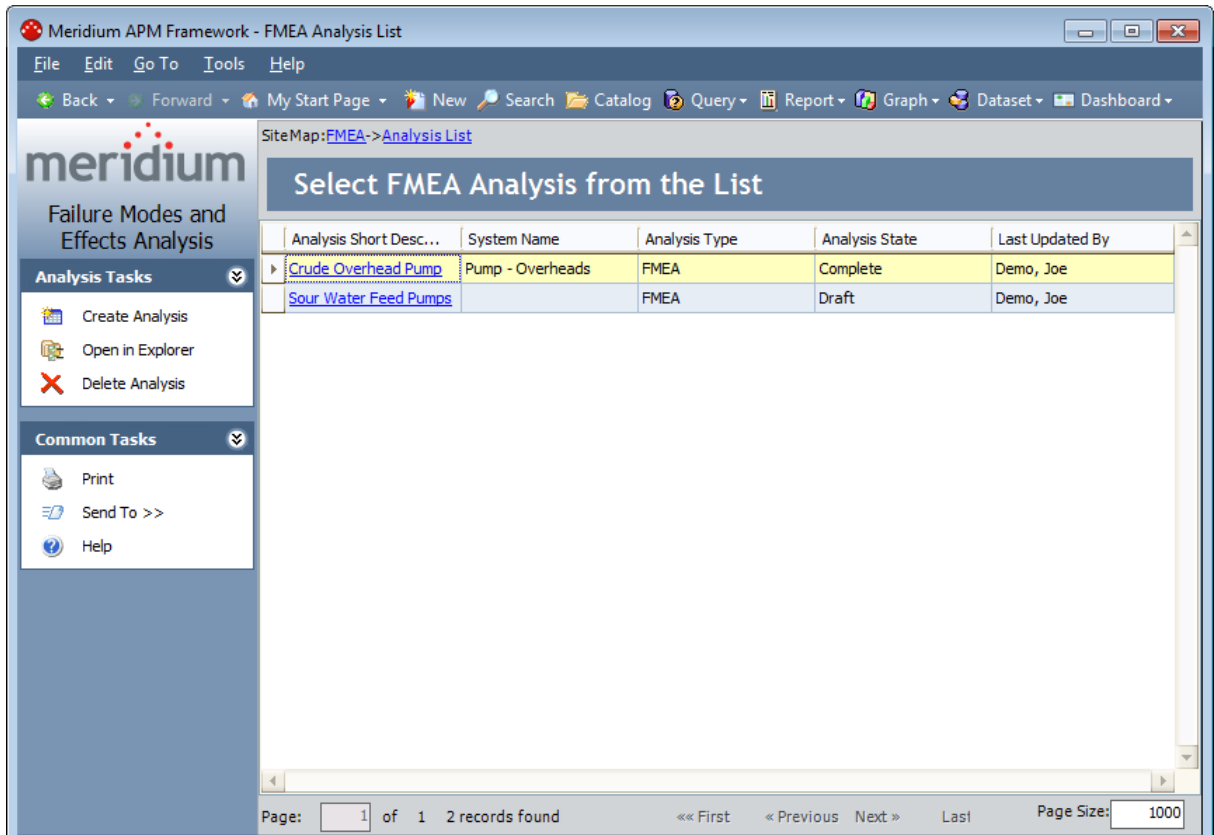 Meridium APM Framework - FMEA Analysis List
File Edit Go To Tools Help
Back Forward My Start Page New Search Catalog Query Report Graph Dataset Dashboard
meridium
Failure Modes and
Effects Analysis
Analysis Tasks
Create Analysis
Open in Explorer
Delete Analysis
Common Tasks
Print
Send To >>
Help
SiteMap:FMEA->Analysis List
Select FMEA Analysis from the List
Analysis Short Desc... System Name Analysis Type Analysis State Last Updated By
Crude Overhead Pump Pump - Overheads FMEA Complete Demo, Joe
Sour Water Feed Pumps FMEA Draft Demo, Joe
Page: 1 of 1 2 records found «« First « Previous Next » Last Page Size: 1000